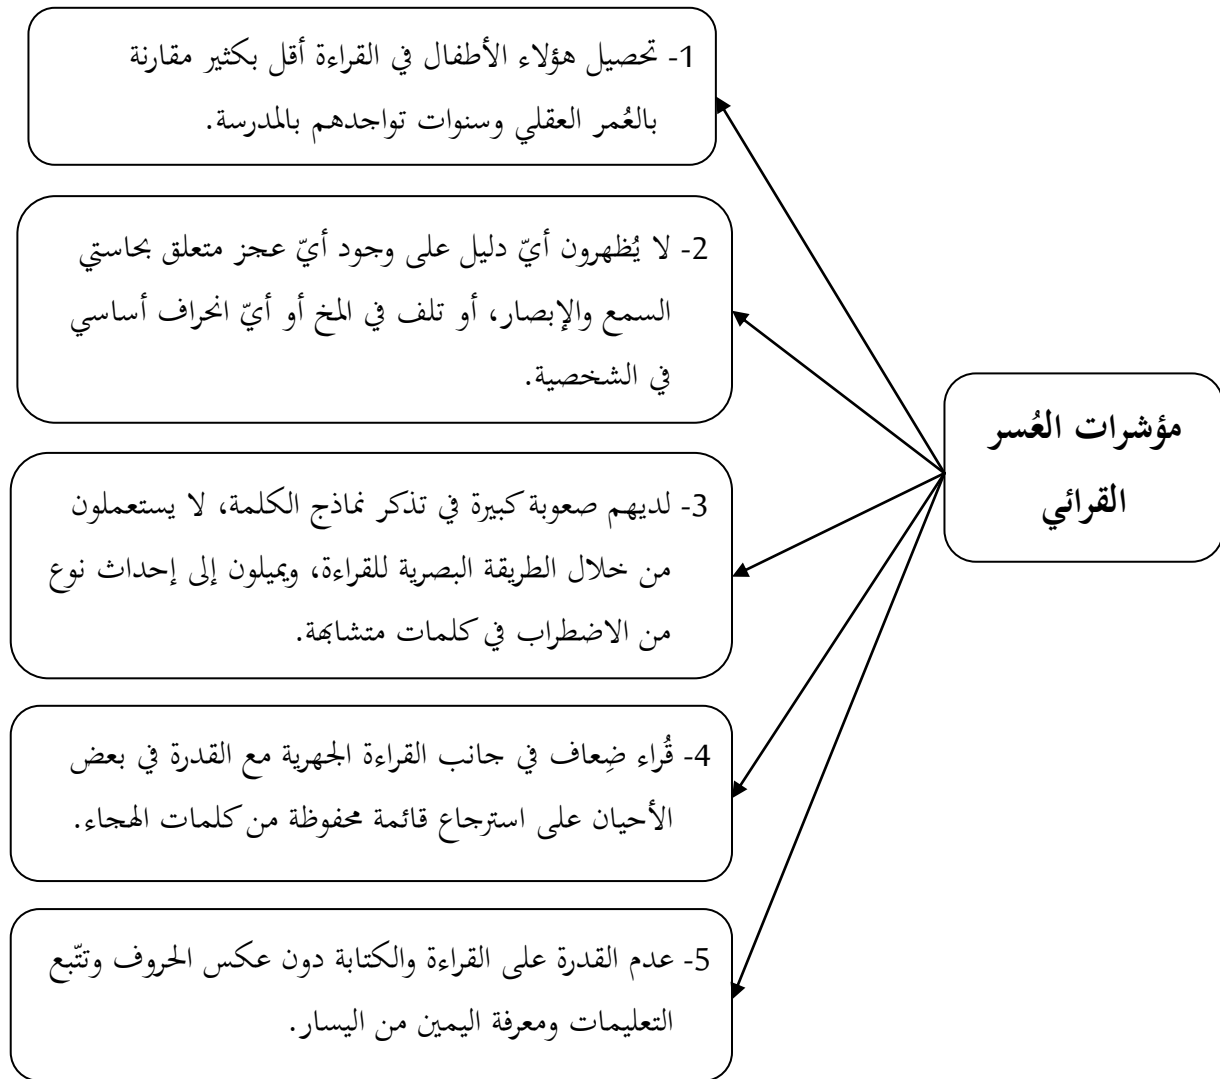 مؤشرات العُسر
القرائي
1- تحصيل هؤلاء الأطفال في القراءة أقل بكثير مقارنة
بالعُمر العقلي وسنوات تواجدهم بالمدرسة.
2- لا يُظهرون أيّ دليل على وجود أيّ عجز متعلق بحاستي
السمع والإبصار، أو تلف في المخ أو أيّ انحراف أساسي
في الشخصية.
3- لديهم صعوبة كبيرة في تذكر نماذج الكلمة، لا يستعملون
من خلال الطريقة البصرية للقراءة، ويميلون إلى إحداث نوع
من الاضطراب في كلمات متشابهة.
4- قُراء ضِعاف في جانب القراءة الجهرية مع القدرة في بعض
الأحيان على استرجاع قائمة محفوظة من كلمات الهجاء.
5- عدم القدرة على القراءة والكتابة دون عكس الحروف وتتّبع
التعليمات ومعرفة اليمين من اليسار.